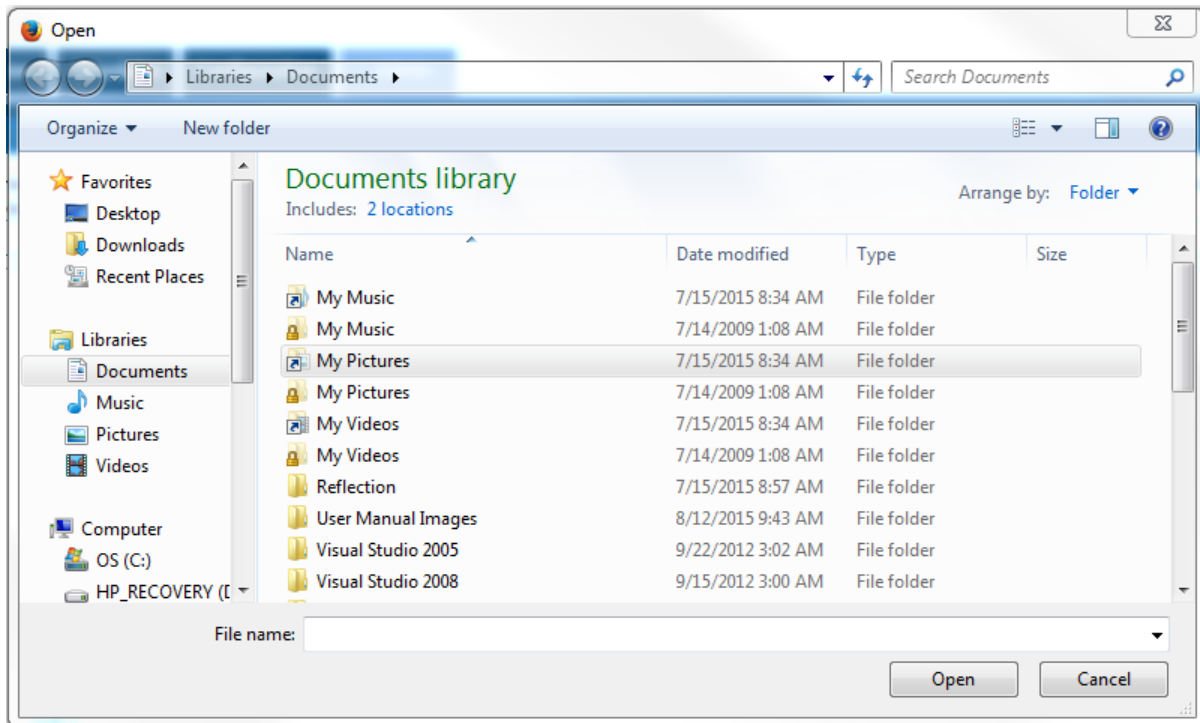 Open
Libraries Documents
Search Documents
Organize New folder
Favorites
Desktop
Downloads
Recent Places
Libraries
Documents
Music
Pictures
Videos
Computer
OS (C:)
HP_RECOVERY (D
Documents library
Includes: 2 locations
Arrange by: Folder
Name Date modified Type Size
My Music 7/15/2015 8:34 AM File folder
My Music 7/14/2009 1:08 AM File folder
My Pictures 7/15/2015 8:34 AM File folder
My Pictures 7/14/2009 1:08 AM File folder
My Videos 7/15/2015 8:34 AM File folder
My Videos 7/14/2009 1:08 AM File folder
Reflection 7/15/2015 8:57 AM File folder
User Manual Images 8/12/2015 9:43 AM File folder
Visual Studio 2005 9/22/2012 3:02 AM File folder
Visual Studio 2008 9/15/2012 3:00 AM File folder
File name:
Open Cancel